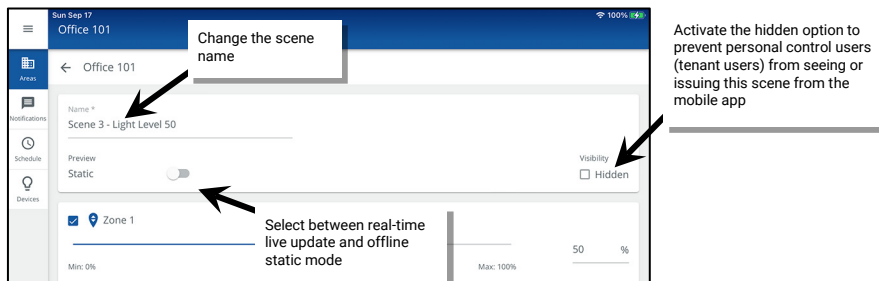 Sun Sep 17
100%
Office 101
Areas
Notifications
Schedule
Devices
Office 101
Change the scene
name
Name *
Scene 3 - Light Level 50
Preview
Static
Visibility
Hidden
Zone 1
Select between real-time
live update and offline
static mode
50 %
Min: 0%
Max: 100%
Activate the hidden option to
prevent personal control users
(tenant users) from seeing or
issuing this scene from the
mobile app